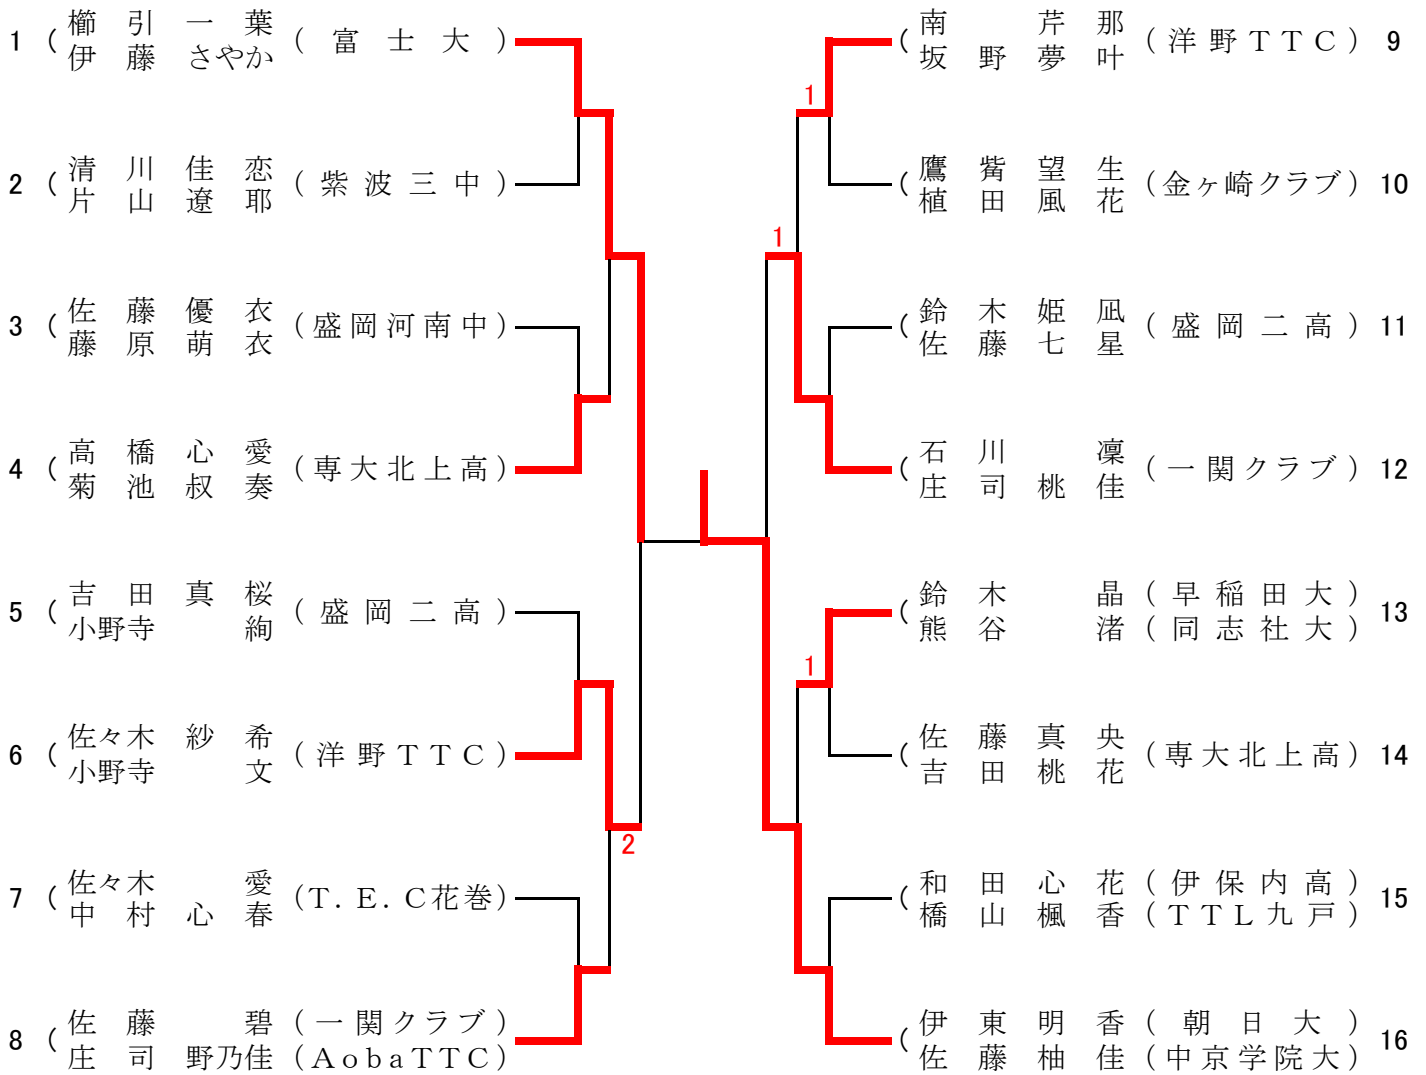 1 ( 櫛引一葉 ( 富士大 )
伊藤さやか
2 ( 清川佳恋 ( 紫波三中 )
片山遼耶
3 ( 佐藤優衣 ( 盛岡河南中 )
藤原萌衣
4 ( 高橋心愛 ( 専大北上高 )
菊池叔奏
5 ( 吉田真桜 ( 盛岡二高 )
小野寺絢
6 ( 佐々木紗希 ( 洋野TTC )
小野寺文
2
7 ( 佐々木愛 ( T.E.C花巻 )
中村心春
8 ( 佐藤碧 ( 一関クラブ )
庄司野乃佳 ( AobaTTC )
( 南芹那 ( 洋野TTC ) 9
坂野夢叶
1
( 鷹觜望生 ( 金ヶ崎クラブ ) 10
植田風花
1
( 鈴木姫凪 ( 盛岡二高 ) 11
佐藤七星
( 石川凜 ( 一関クラブ ) 12
庄司桃佳
( 鈴木晶 ( 早稲田大 ) 13
熊谷渚 ( 同志社大 )
1
( 佐藤真央 ( 専大北上高 ) 14
吉田桃花
( 和田心花 ( 伊保内高 ) 15
橋山楓香 ( TTL九戸 )
( 伊東明香 ( 朝日大 ) 16
佐藤柚佳 ( 中京学院大 )